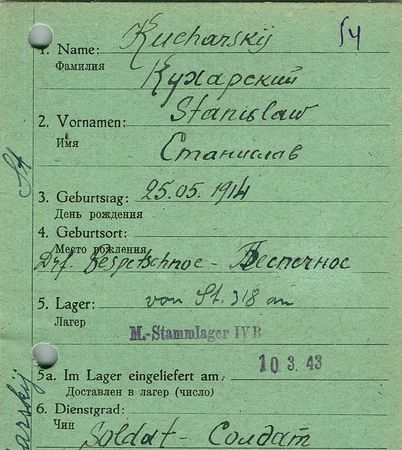 1. Name: Kucharskij
54
Фамилия
Кухарский
2. Vornamen: Stanislaw
Имя
Станислав
3. Geburtstag: 25.05.1914
День рождения
4. Geburtsort:
Место рождения
Drf. Bespetschnoe - Беспечное
5. Lager: von St. 318 an
Лагер
M.-Stammlager IV B
10. 3. 43
5a. Im Lager eingeliefert am:
Доставлен в лагер (число)
6. Dienstgrad:
Чин
Soldat - Солдат